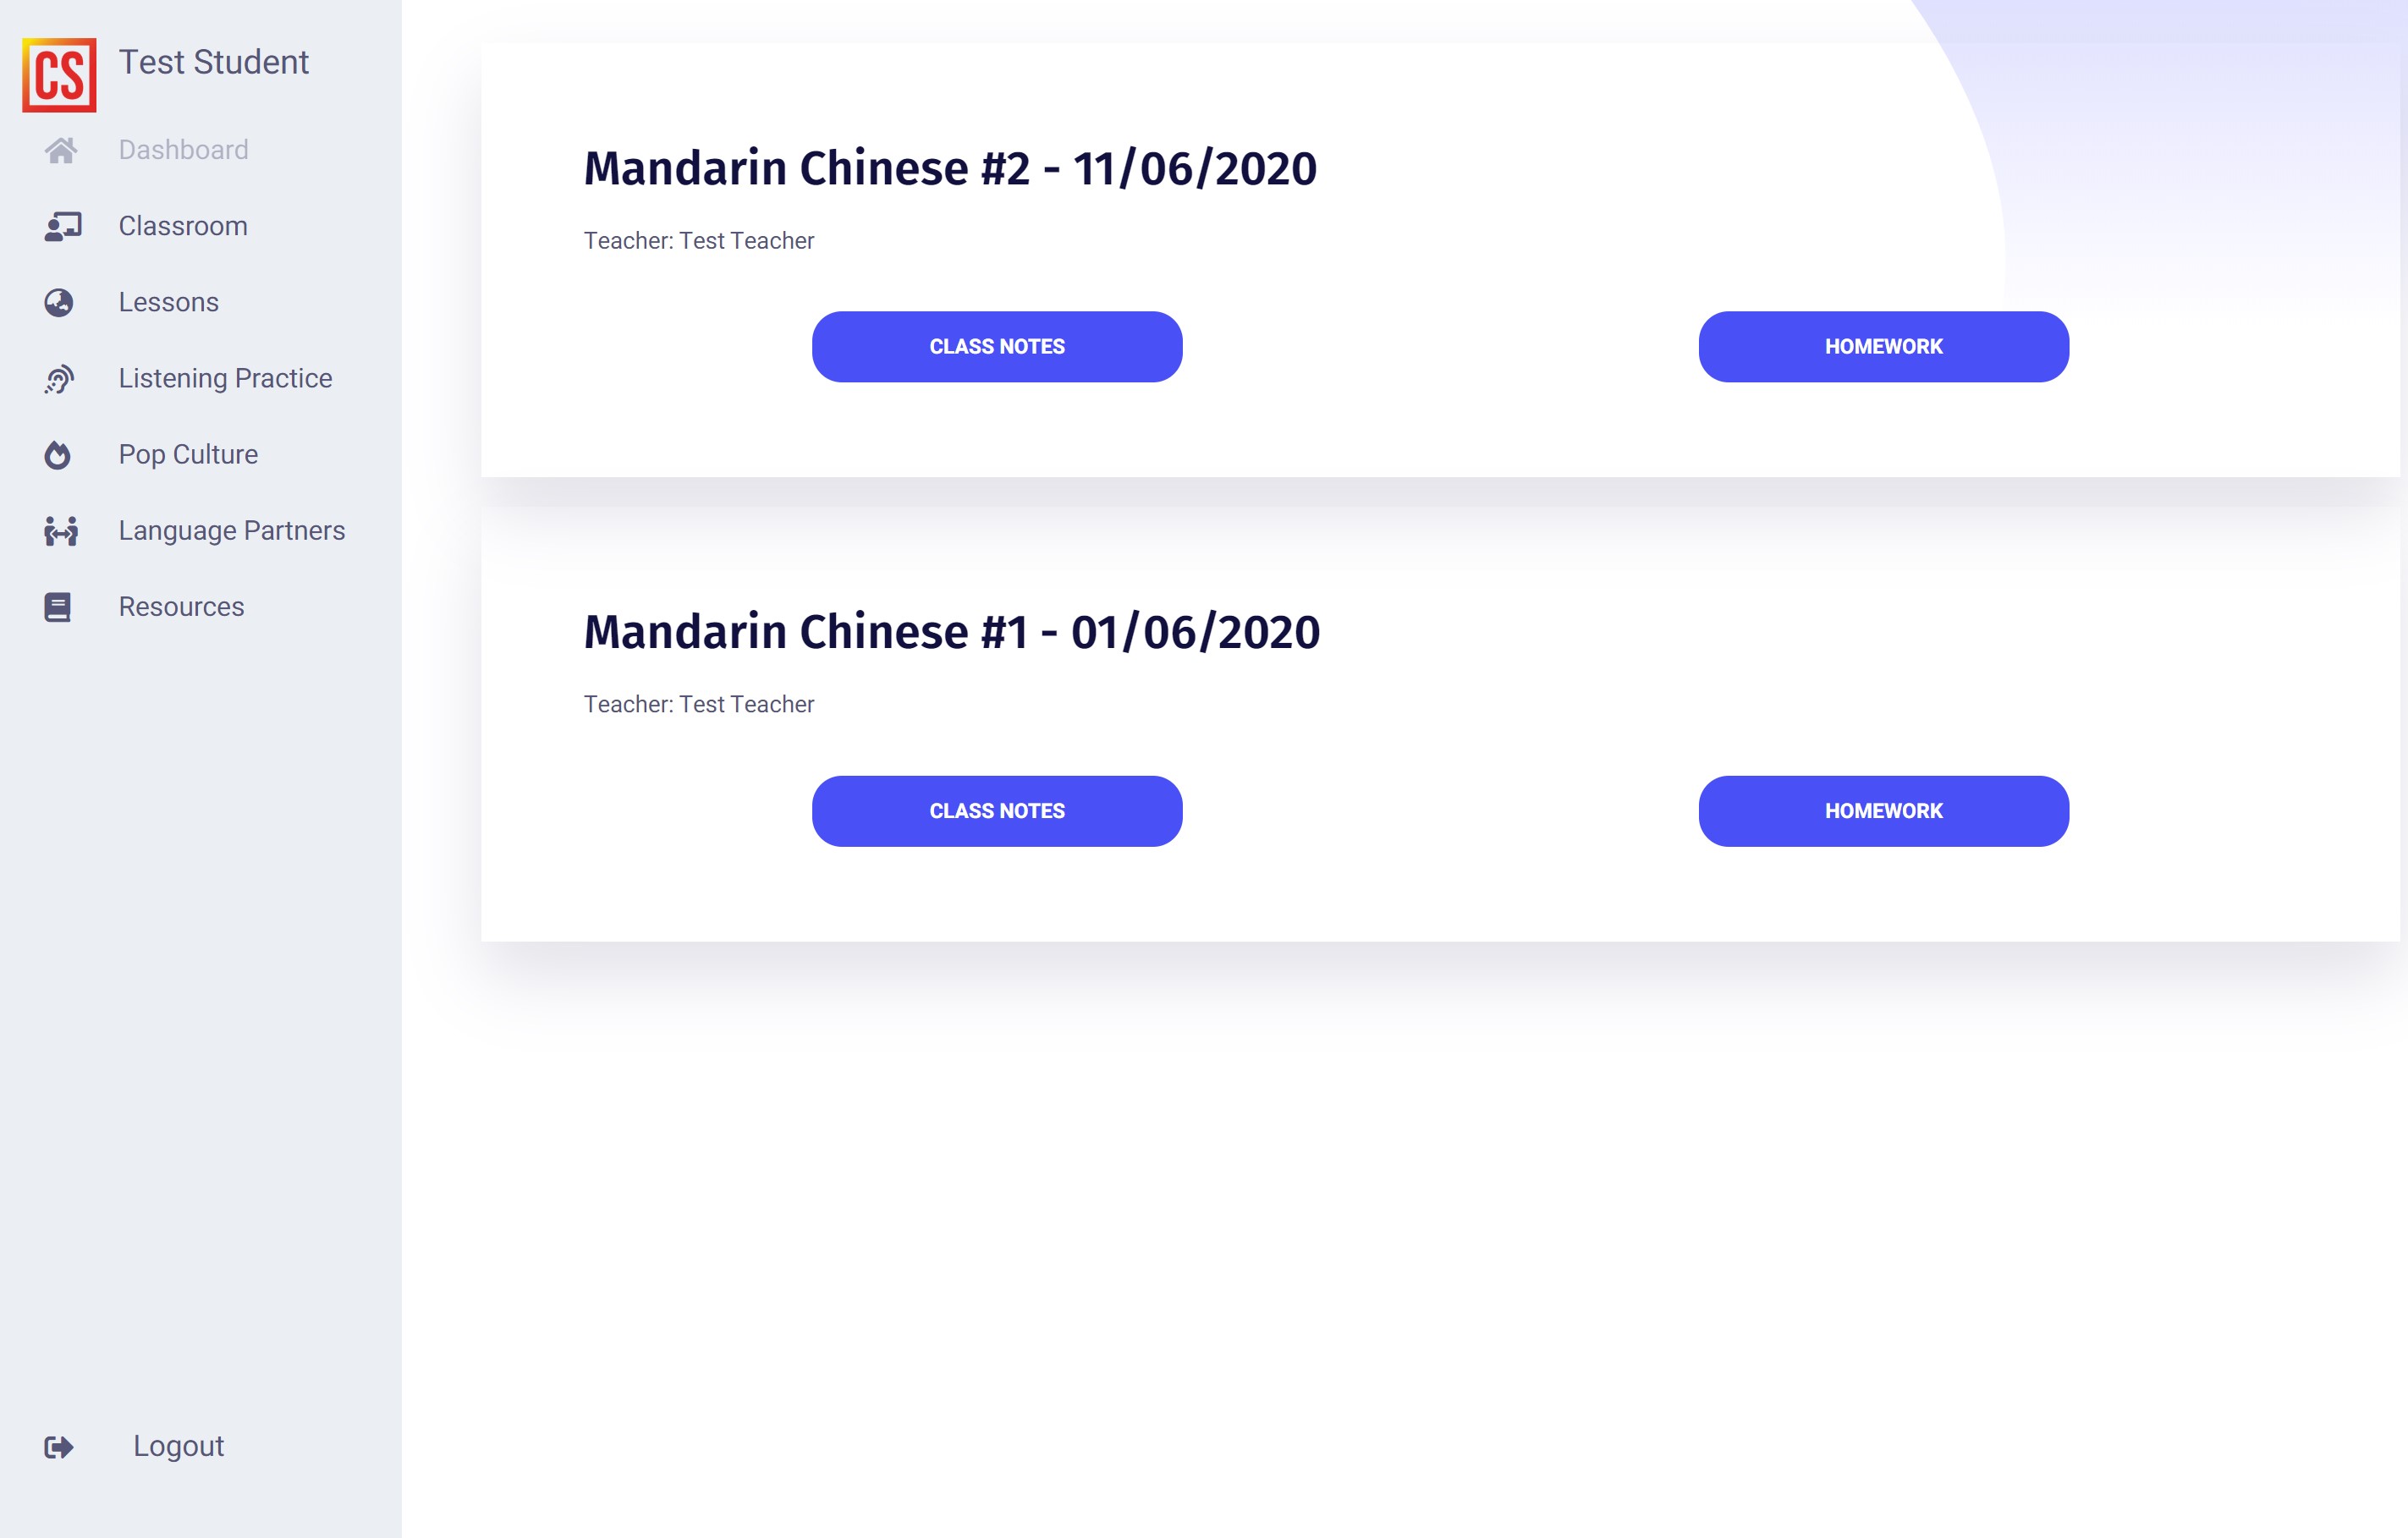 CS
Test Student
Dashboard
Classroom
Lessons
Listening Practice
Pop Culture
Language Partners
Resources
Logout
Mandarin Chinese #2 - 11/06/2020
Teacher: Test Teacher
CLASS NOTES
HOMEWORK
Mandarin Chinese #1 - 01/06/2020
Teacher: Test Teacher
CLASS NOTES
HOMEWORK